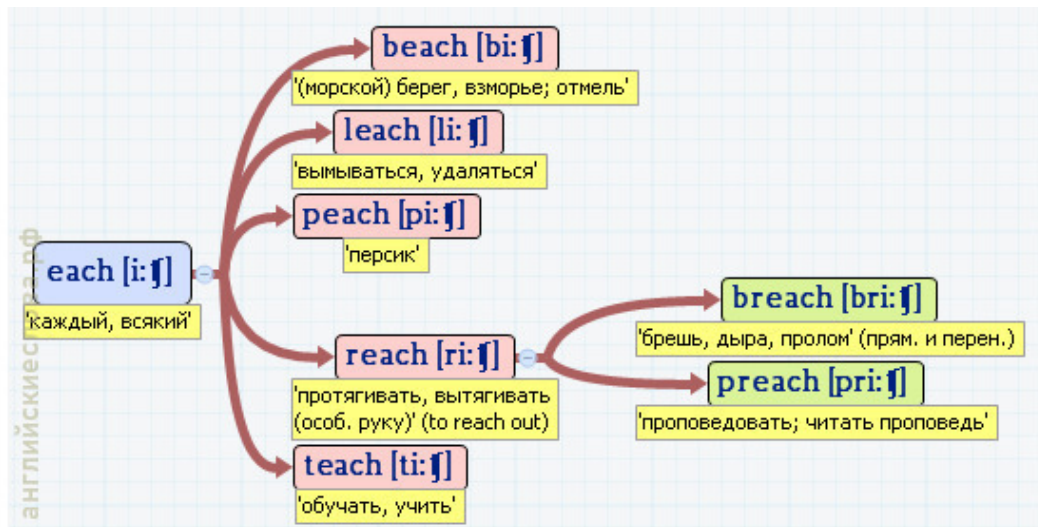 beach [bi:ʧ]
'(морской) берег, взморье; отмель'
leach [li:ʧ]
'вымываться, удаляться'
peach [pi:ʧ]
'персик'
each [i:ʧ]
'каждый, всякий'
reach [ri:ʧ]
'протягивать, вытягивать
(особ. руку)' (to reach out)
breach [bri:ʧ]
'брешь, дыра, пролом' (прям. и перен.)
preach [pri:ʧ]
'проповедовать; читать проповедь'
teach [ti:ʧ]
'обучать, учить'
английскиеслова.рф